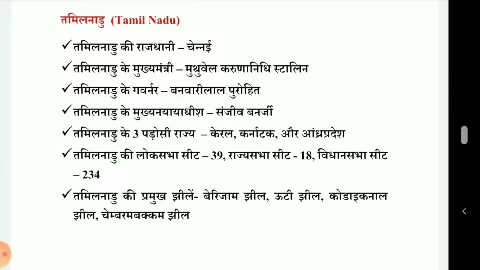 तमिलनाडु (Tamil Nadu)
✓ तमिलनाडु की राजधानी – चेन्नई
✓ तमिलनाडु के मुख्यमंत्री – मुथुवेल करुणानिधि स्टालिन
✓ तमिलनाडु के गवर्नर – बनवारीलाल पुरोहित
✓ तमिलनाडु के मुख्यनयायाधीश – संजीव बनर्जी
✓ तमिलनाडु के 3 पड़ोसी राज्य – केरल, कर्नाटक, और आंध्रप्रदेश
✓ तमिलनाडु की लोकसभा सीट – 39, राज्यसभा सीट - 18, विधानसभा सीट
– 234
✓ तमिलनाडु की प्रमुख झीलें- बेरिजाम झील, ऊटी झील, कोडाइकनाल
झील, चेम्बरमबक्कम झील